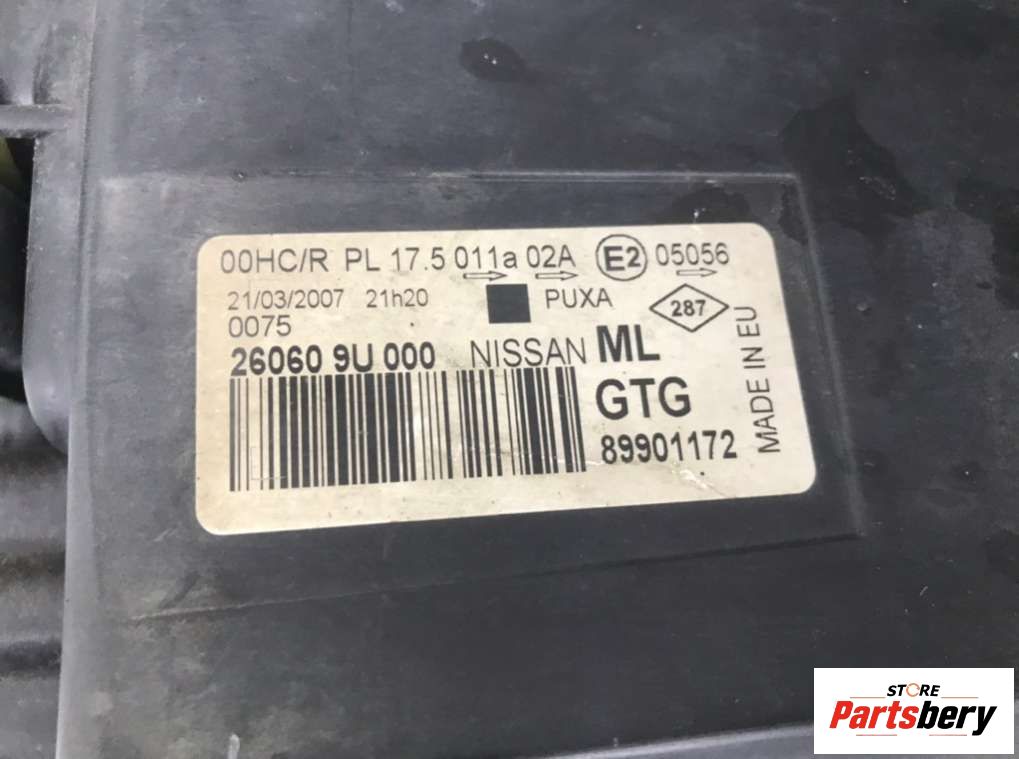 00HC/R PL 17.5 011a 02A E2 05056
21/03/2007 21h20 PUXA 287
0075
26060 9U 000 NISSAN ML
GTG
89901172
MADE IN EU
STORE
Partsbery